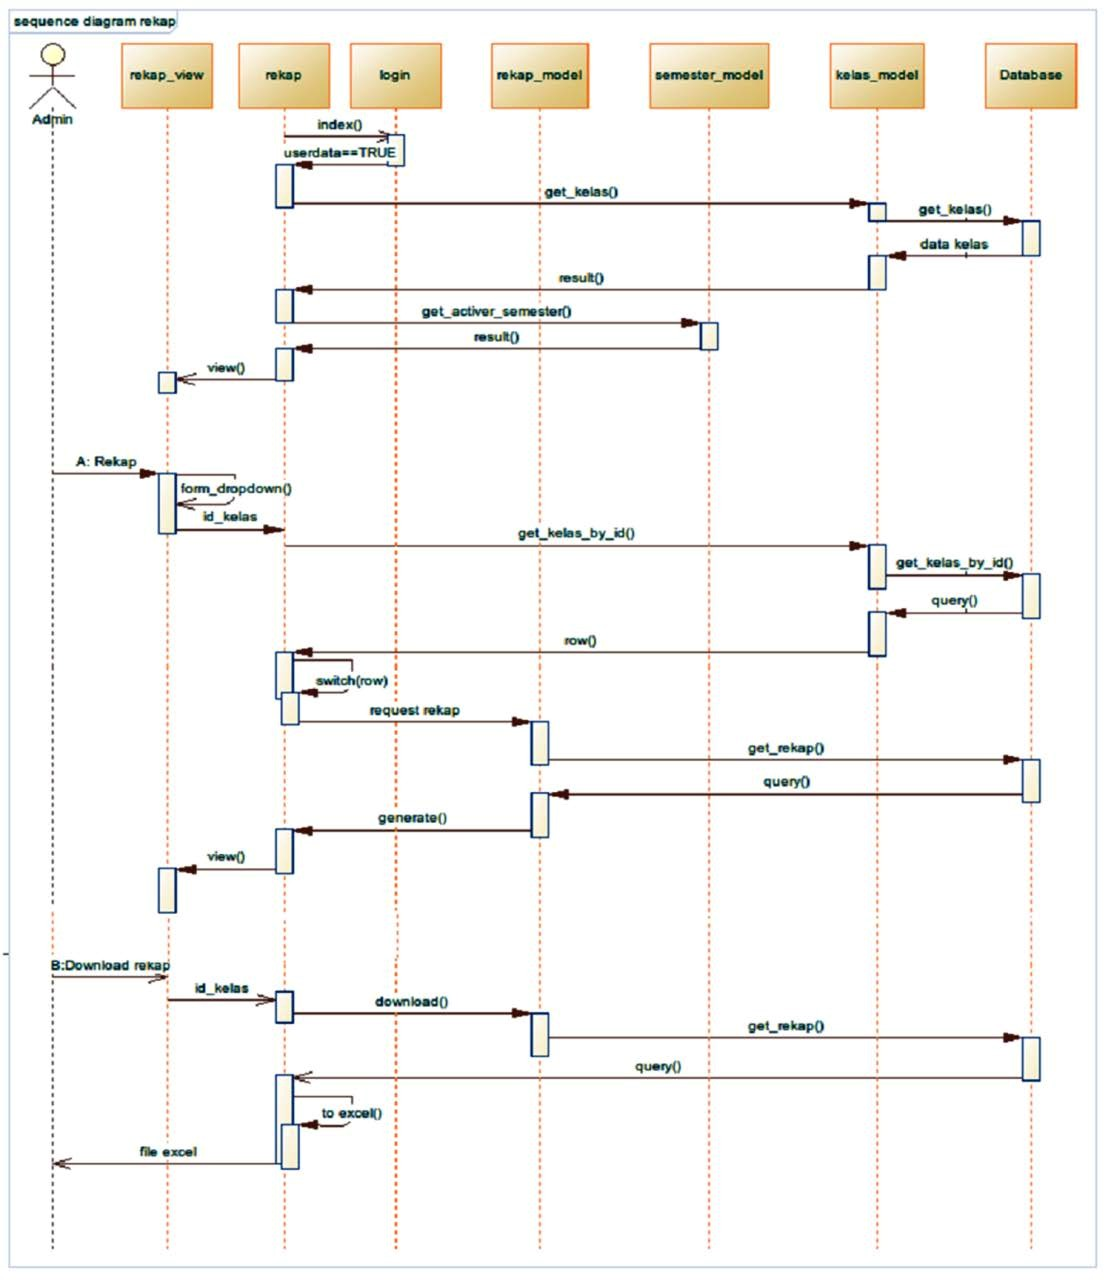 sequence diagram rekap
rekap_view
rekap
login
rekap_model
semester_model
kelas_model
Database
Admin
index()
userdata==TRUE
get_kelas()
get_kelas()
data kelas
result()
get_activer_semester()
result()
view()
A: Rekap
form_dropdown()
id_kelas
get_kelas_by_id()
get_kelas_by_id()
query()
row()
switch(row)
request rekap
get_rekap()
query()
generate()
view()
B:Download rekap
id_kelas
download()
get_rekap()
query()
to excel()
file excel